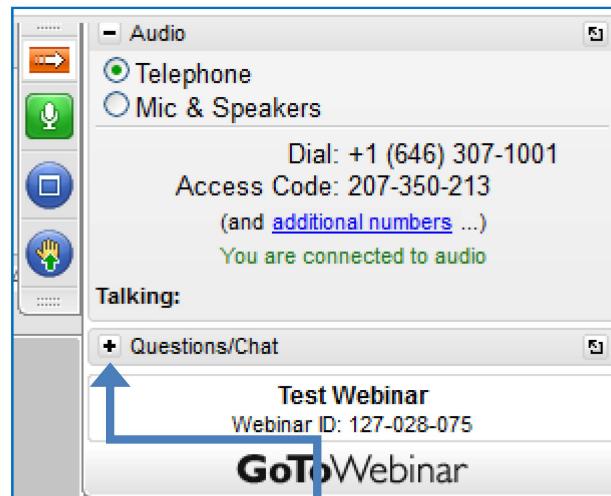 Audio
Telephone
Mic & Speakers
Dial: +1 (646) 307-1001
Access Code: 207-350-213
(and additional numbers ...)
You are connected to audio
Talking:
Questions/Chat
Test Webinar
Webinar ID: 127-028-075
GoToWebinar